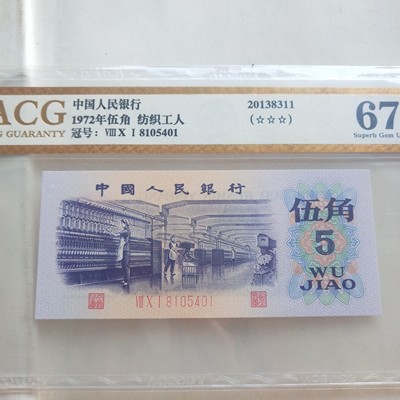 ACG
G GUARANTY
中国人民银行
1972年伍角 纺织工人
冠号: Ⅷ X Ⅰ 8105401
20138311
(☆☆☆)
67
Superb Gem U
中國人民銀行
伍角
5
WU
JIAO
Ⅷ X Ⅰ 8105401